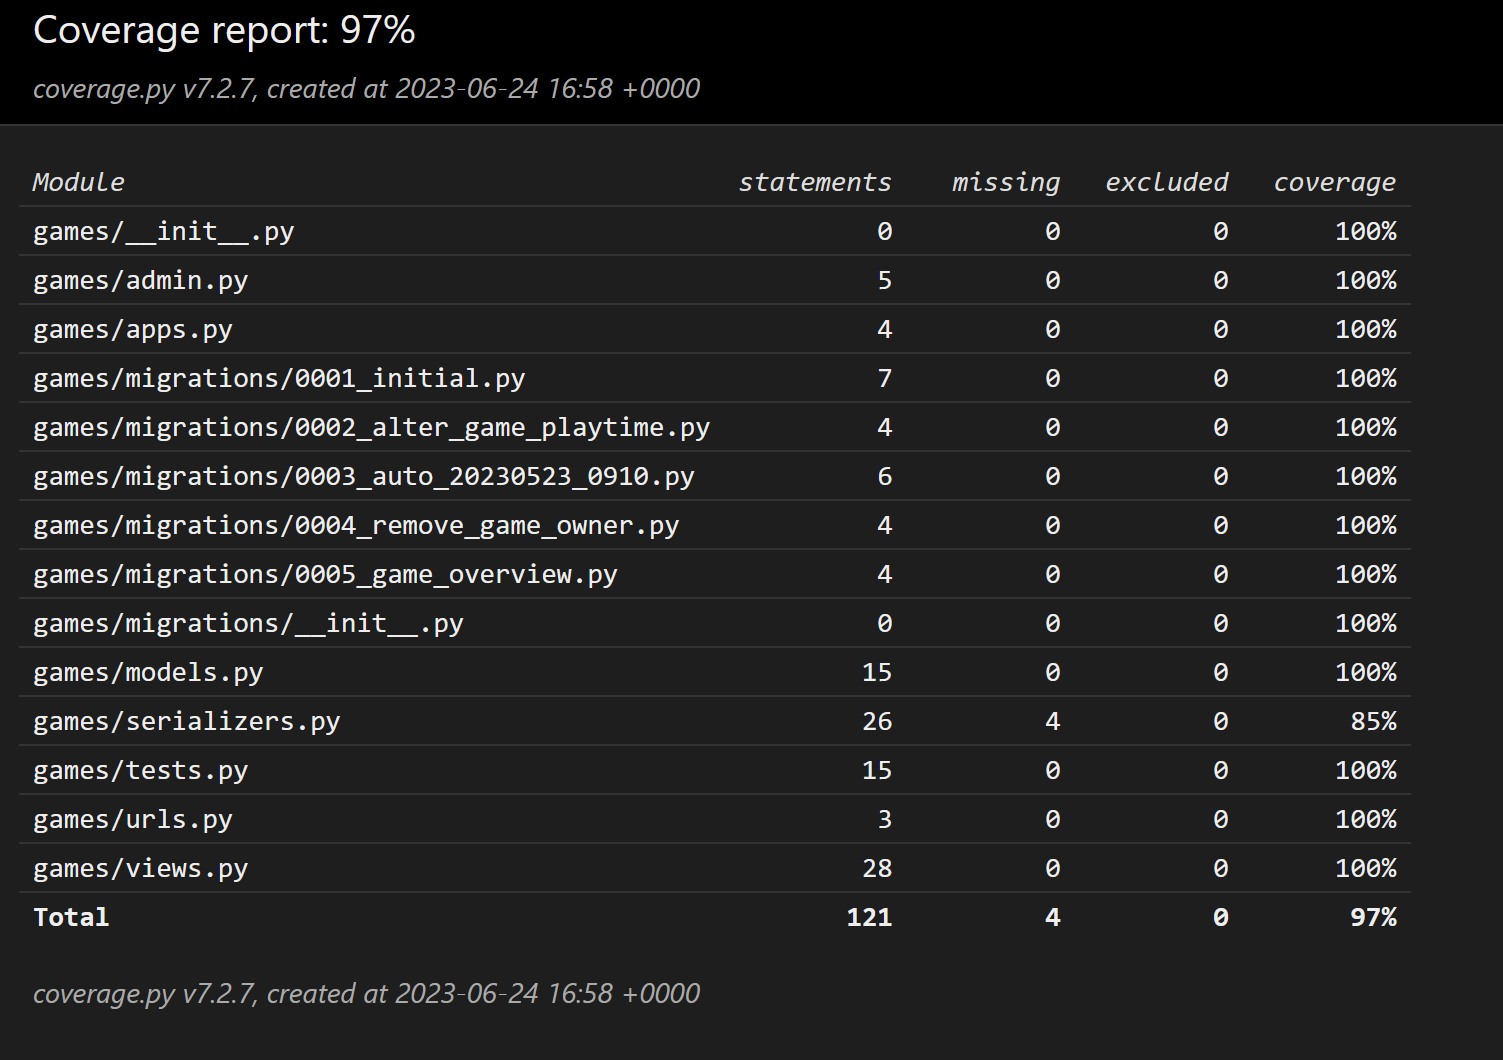 Coverage report: 97%
coverage.py v7.2.7, created at 2023-06-24 16:58 +0000
Module statements missing excluded coverage
games/__init__.py 0 0 0 100%
games/admin.py 5 0 0 100%
games/apps.py 4 0 0 100%
games/migrations/0001_initial.py 7 0 0 100%
games/migrations/0002_alter_game_playtime.py 4 0 0 100%
games/migrations/0003_auto_20230523_0910.py 6 0 0 100%
games/migrations/0004_remove_game_owner.py 4 0 0 100%
games/migrations/0005_game_overview.py 4 0 0 100%
games/migrations/__init__.py 0 0 0 100%
games/models.py 15 0 0 100%
games/serializers.py 26 4 0 85%
games/tests.py 15 0 0 100%
games/urls.py 3 0 0 100%
games/views.py 28 0 0 100%
Total 121 4 0 97%
coverage.py v7.2.7, created at 2023-06-24 16:58 +0000